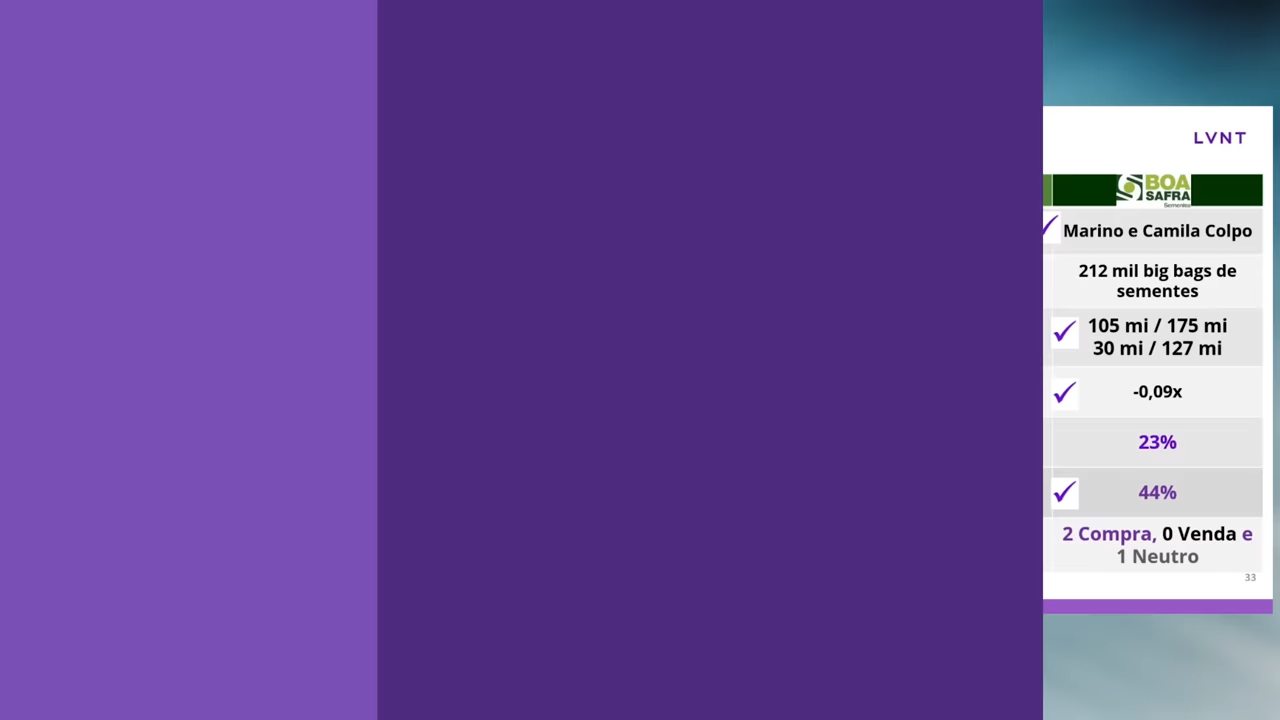 LVNT
BOA
SAFRA
Sementes
Marino e Camila Colpo
212 mil big bags de
sementes
105 mi / 175 mi
30 mi / 127 mi
-0,09x
23%
44%
2 Compra, 0 Venda e
1 Neutro
33